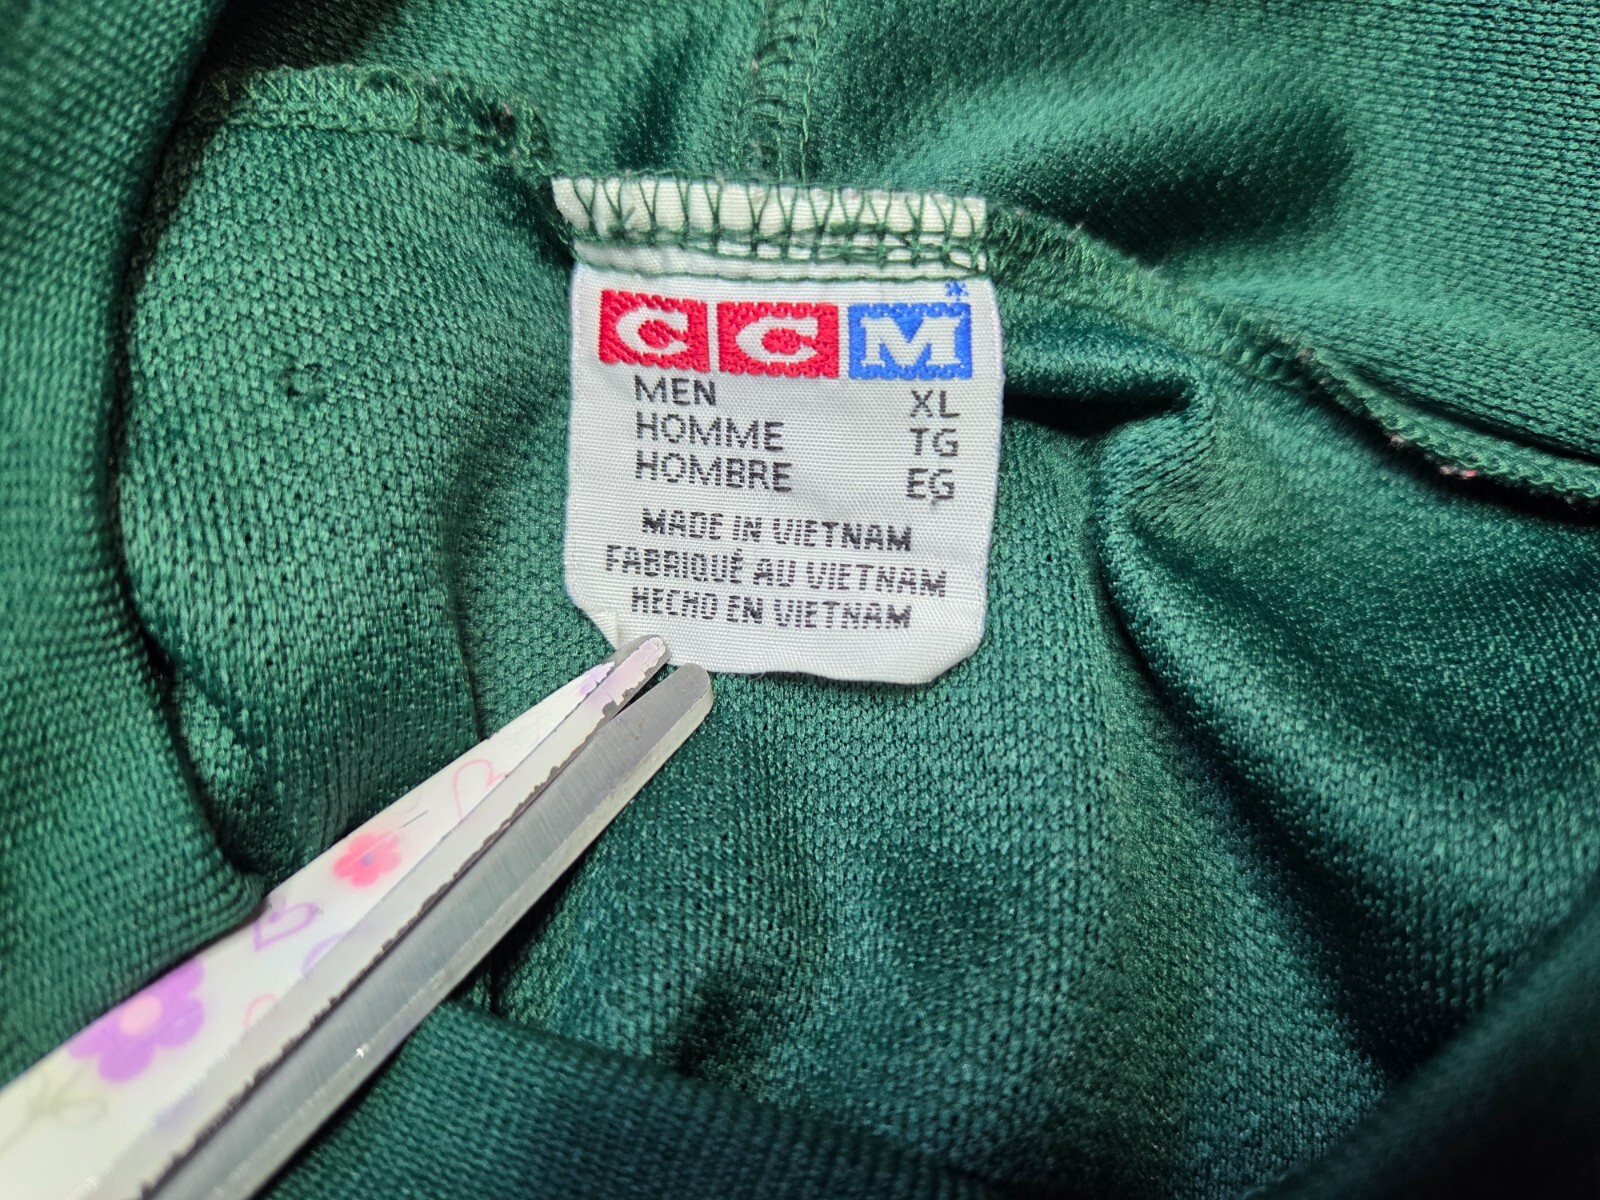 CCM*
MEN XL
HOMME TG
HOMBRE EG
MADE IN VIETNAM
FABRIQUÉ AU VIETNAM
HECHO EN VIETNAM